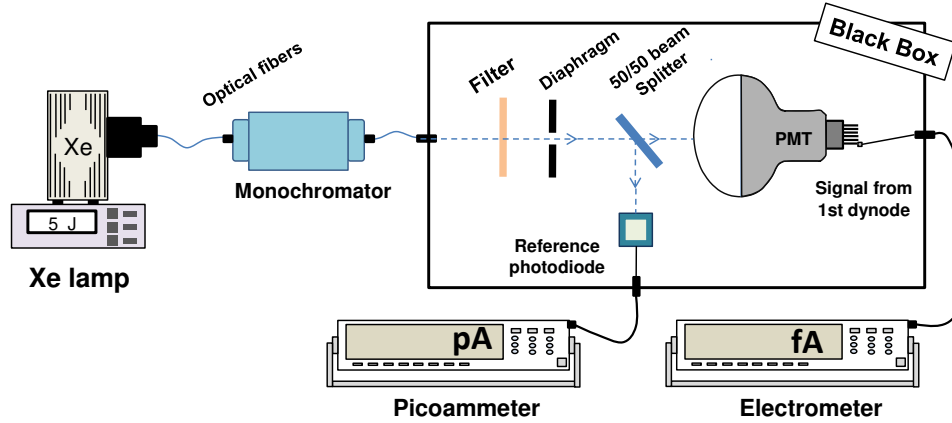 Black Box
Optical fibers
Filter
Diaphragm
50/50 beam
Splitter
Xe
PMT
Monochromator
Signal from
1st dynode
5 J
Reference
photodiode
Xe lamp
pA
fA
Picoammeter
Electrometer